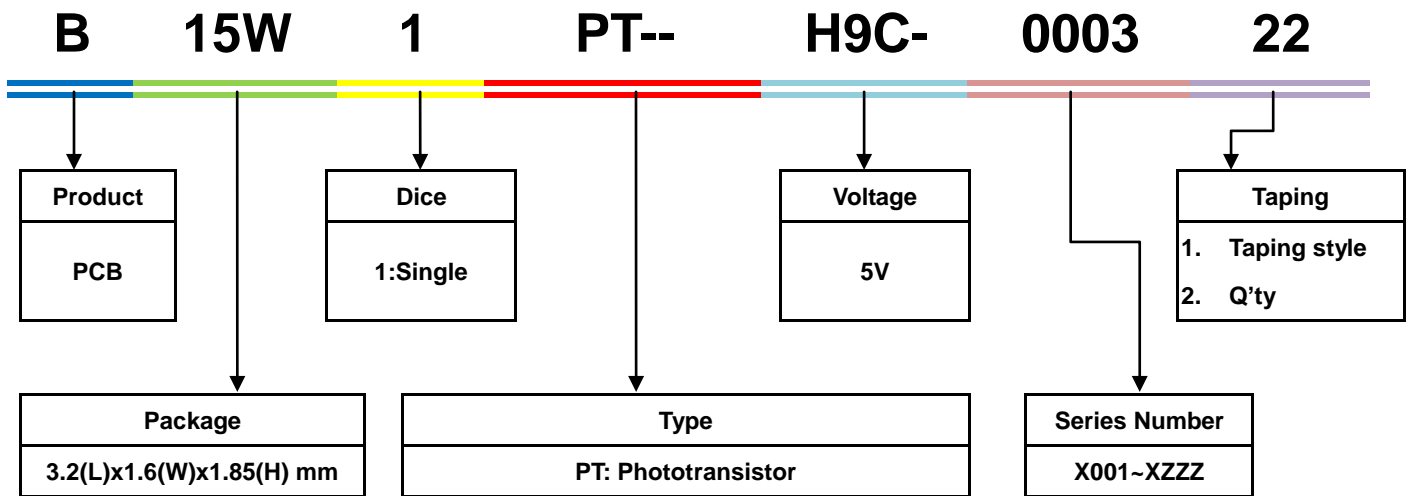 B 15W 1 PT-- H9C- 0003 22
Product
PCB
Dice
1:Single
Voltage
5V
Taping
1. Taping style
2. Q’ty
Package
3.2(L)x1.6(W)x1.85(H) mm
Type
PT: Phototransistor
Series Number
X001~XZZZ